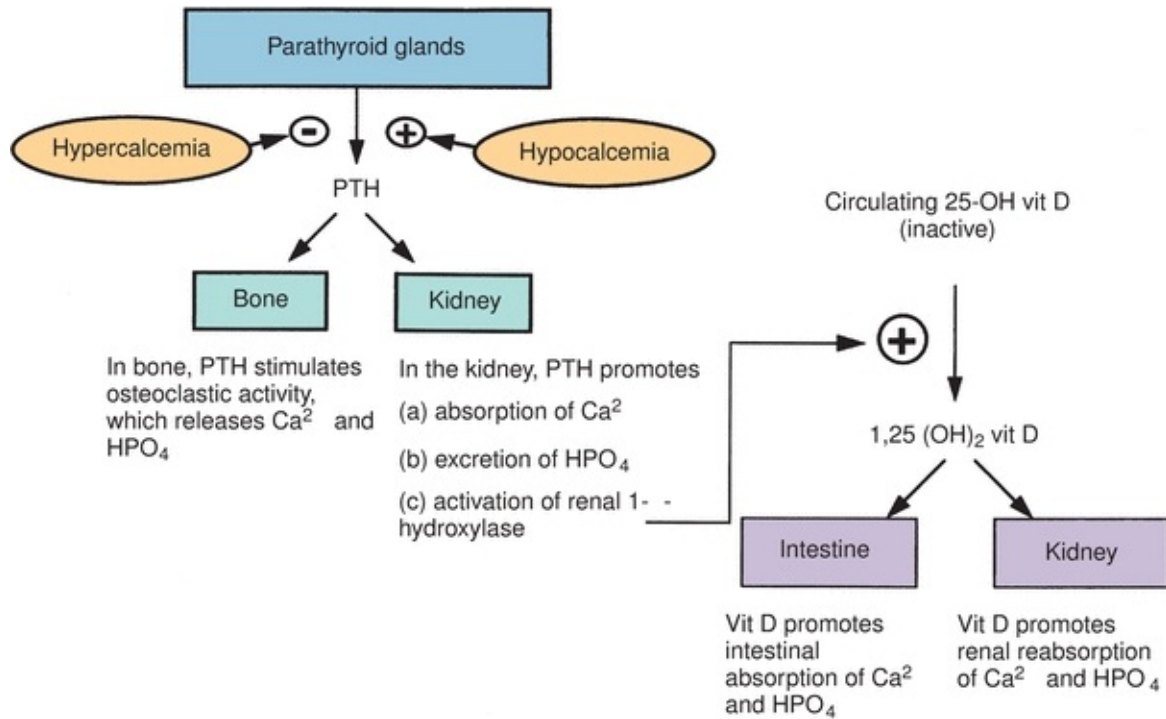 Parathyroid glands
Hypercalcemia
-
+
Hypocalcemia
PTH
Bone
Kidney
In bone, PTH stimulates
osteoclastic activity,
which releases Ca² and
HPO₄
In the kidney, PTH promotes
(a) absorption of Ca²
(b) excretion of HPO₄
(c) activation of renal 1- -
hydroxylase
Circulating 25-OH vit D
(inactive)
+
1,25 (OH)₂ vit D
Intestine
Kidney
Vit D promotes
intestinal
absorption of Ca²
and HPO₄
Vit D promotes
renal reabsorption
of Ca² and HPO₄